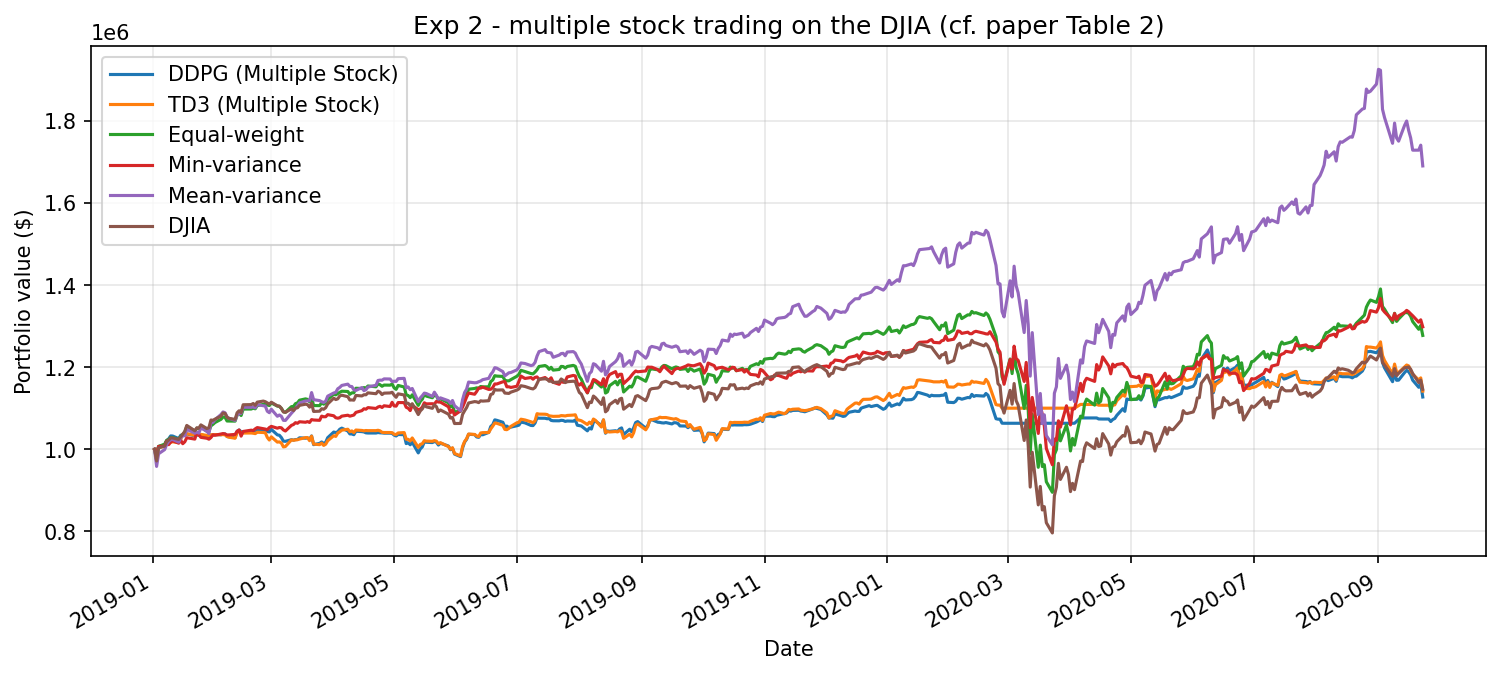 Exp 2 - multiple stock trading on the DJIA (cf. paper Table 2)
1e6
DDPG (Multiple Stock)
TD3 (Multiple Stock)
Equal-weight
Min-variance
Mean-variance
DJIA
Portfolio value ($)
1.8
1.6
1.4
1.2
1.0
0.8
2019-01
2019-03
2019-05
2019-07
2019-09
2019-11
2020-01
2020-03
2020-05
2020-07
2020-09
Date